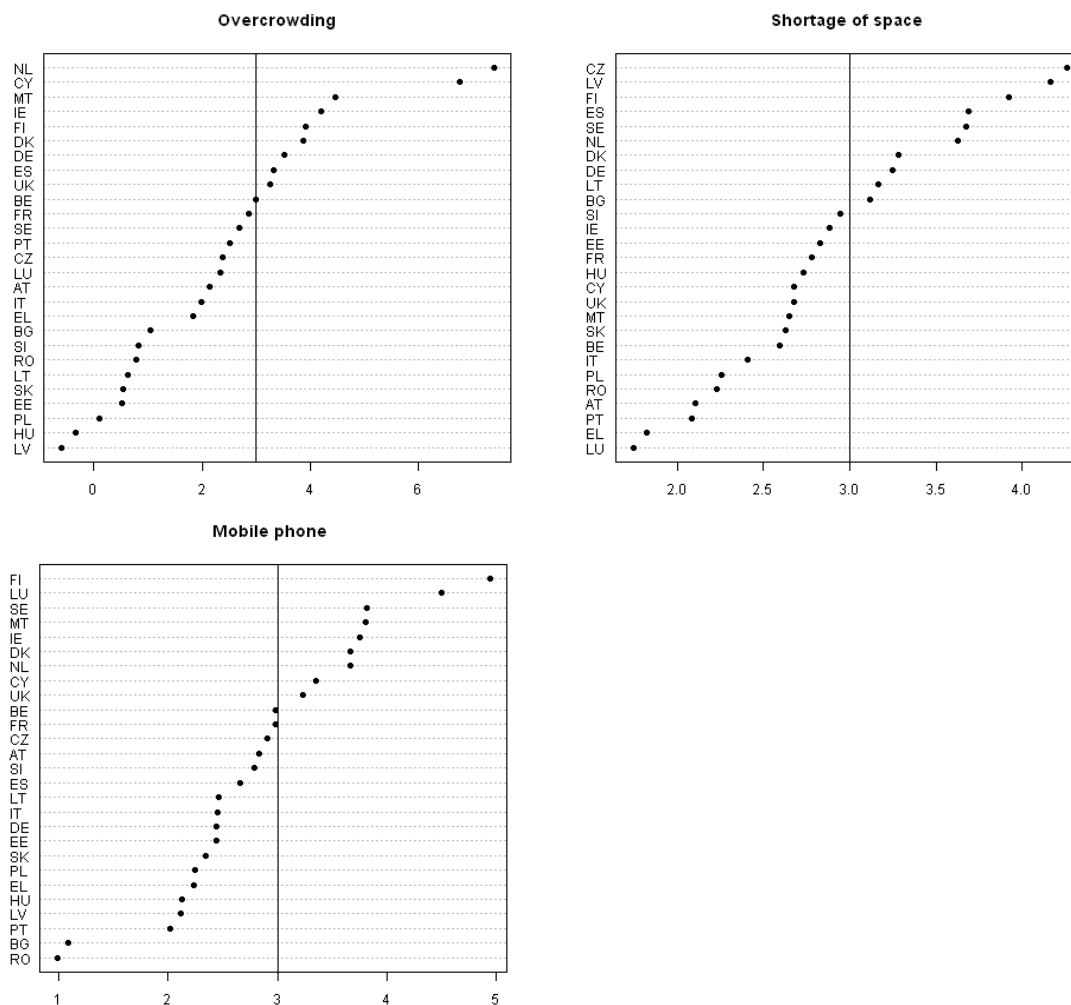 Overcrowding
NL
CY
MT
IE
FI
DK
DE
ES
UK
BE
FR
SE
PT
CZ
LU
AT
IT
EL
BG
SI
RO
LT
SK
EE
PL
HU
LV
0 2 4 6
Shortage of space
CZ
LV
FI
ES
SE
NL
DK
DE
LT
BG
SI
IE
EE
FR
HU
CY
UK
MT
SK
BE
IT
PL
RO
AT
PT
EL
LU
2.0 2.5 3.0 3.5 4.0
Mobile phone
FI
LU
SE
MT
IE
DK
NL
CY
UK
BE
FR
CZ
AT
SI
ES
LT
IT
DE
EE
SK
PL
EL
HU
LV
PT
BG
RO
1 2 3 4 5